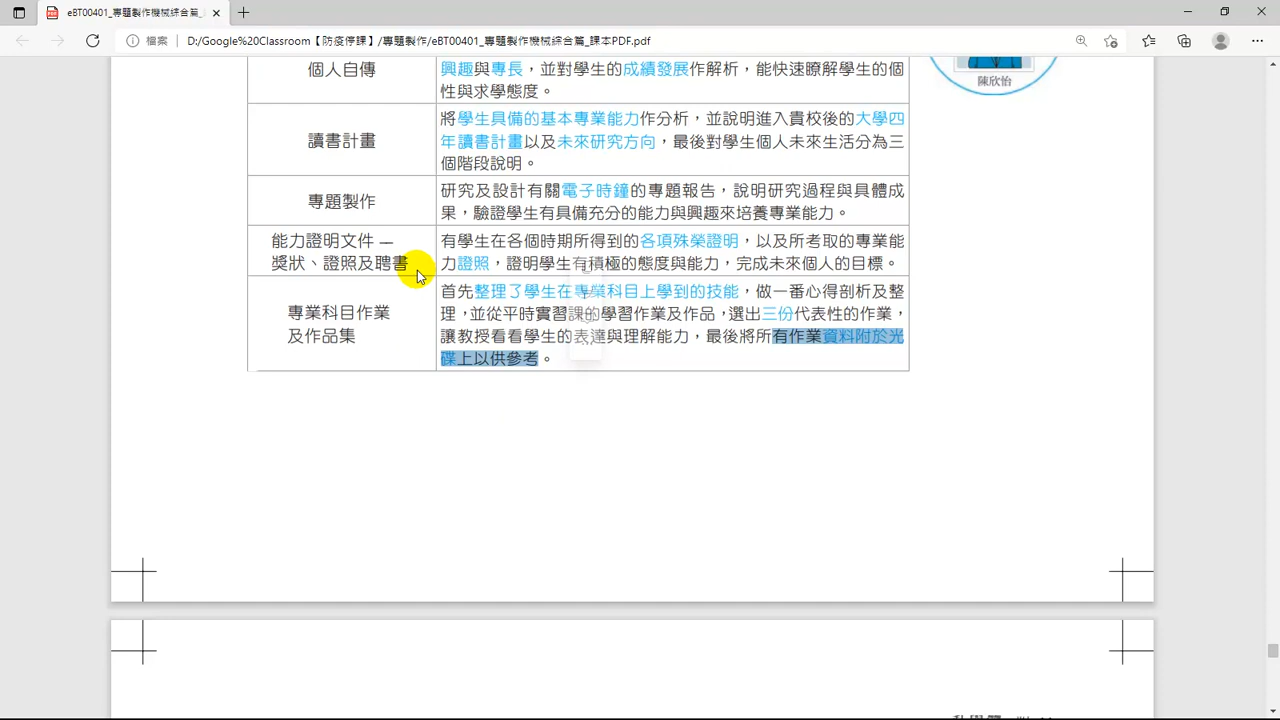 eBT00401_專題製作機械綜合篇_
檔案 D:/Google%20Classroom【防疫停課】/專題製作/eBT00401_專題製作機械綜合篇_課本PDF.pdf
個人自傳
興趣與專長，並對學生的成績發展作解析，能快速瞭解學生的個
性與求學態度。
陳欣怡
讀書計畫
將學生具備的基本專業能力作分析，並說明進入貴校後的大學四
年讀書計畫以及未來研究方向，最後對學生個人未來生活分為三
個階段說明。
專題製作
研究及設計有關電子時鐘的專題報告，說明研究過程與具體成
果，驗證學生有具備充分的能力與興趣來培養專業能力。
能力證明文件 —
獎狀、證照及聘書
有學生在各個時期所得到的各項殊榮證明，以及所考取的專業能
力證照，證明學生有積極的態度與能力，完成未來個人的目標。
專業科目作業
及作品集
首先整理了學生在專業科目上學到的技能，做一番心得剖析及整
理，並從平時實習課的學習作業及作品，選出三份代表性的作業，
讓教授看看學生的表達與理解能力，最後將所有作業資料附於光
碟上以供參考。